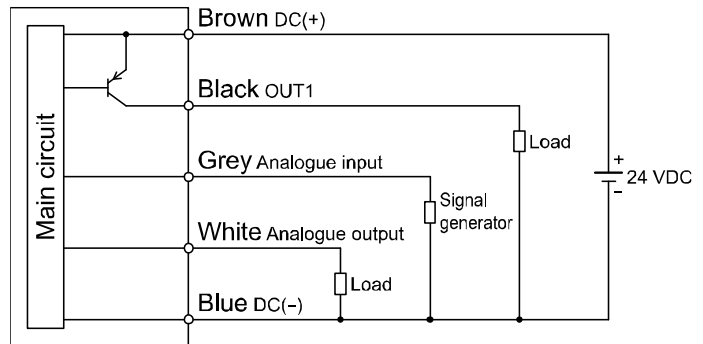 Main circuit
Brown DC(+)
Black OUT1
Load
Grey Analogue input
+
24 VDC
–
Signal
generator
White Analogue output
Load
Blue DC(–)